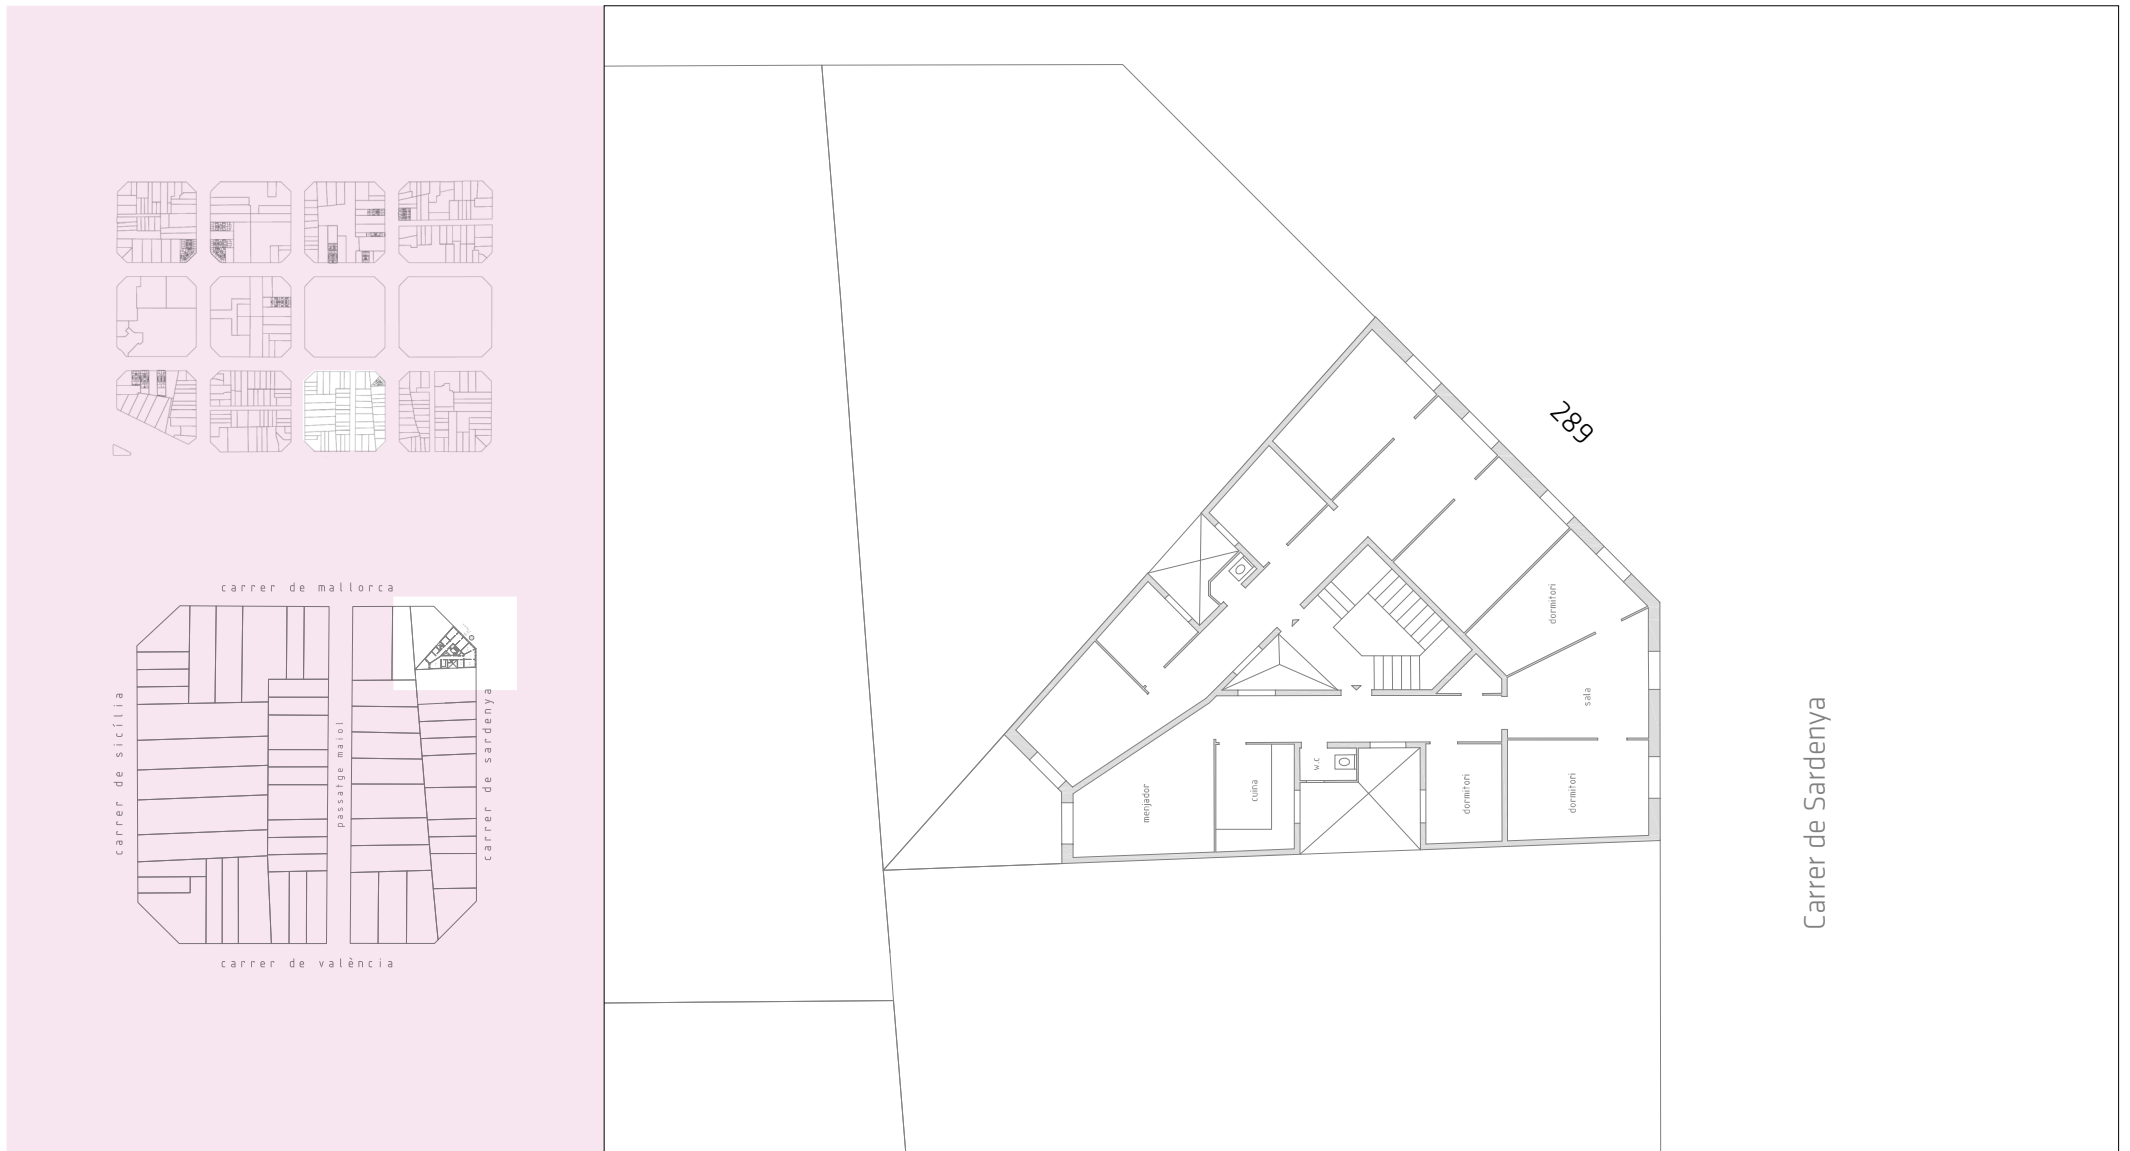 carrer de mallorca
carrer de sicília
passatge maiol
carrer de sardenya
carrer de valència
289
dormitori
sala
dormitori
dormitori
w.c
cuina
menjador
Carrer de Sardenya